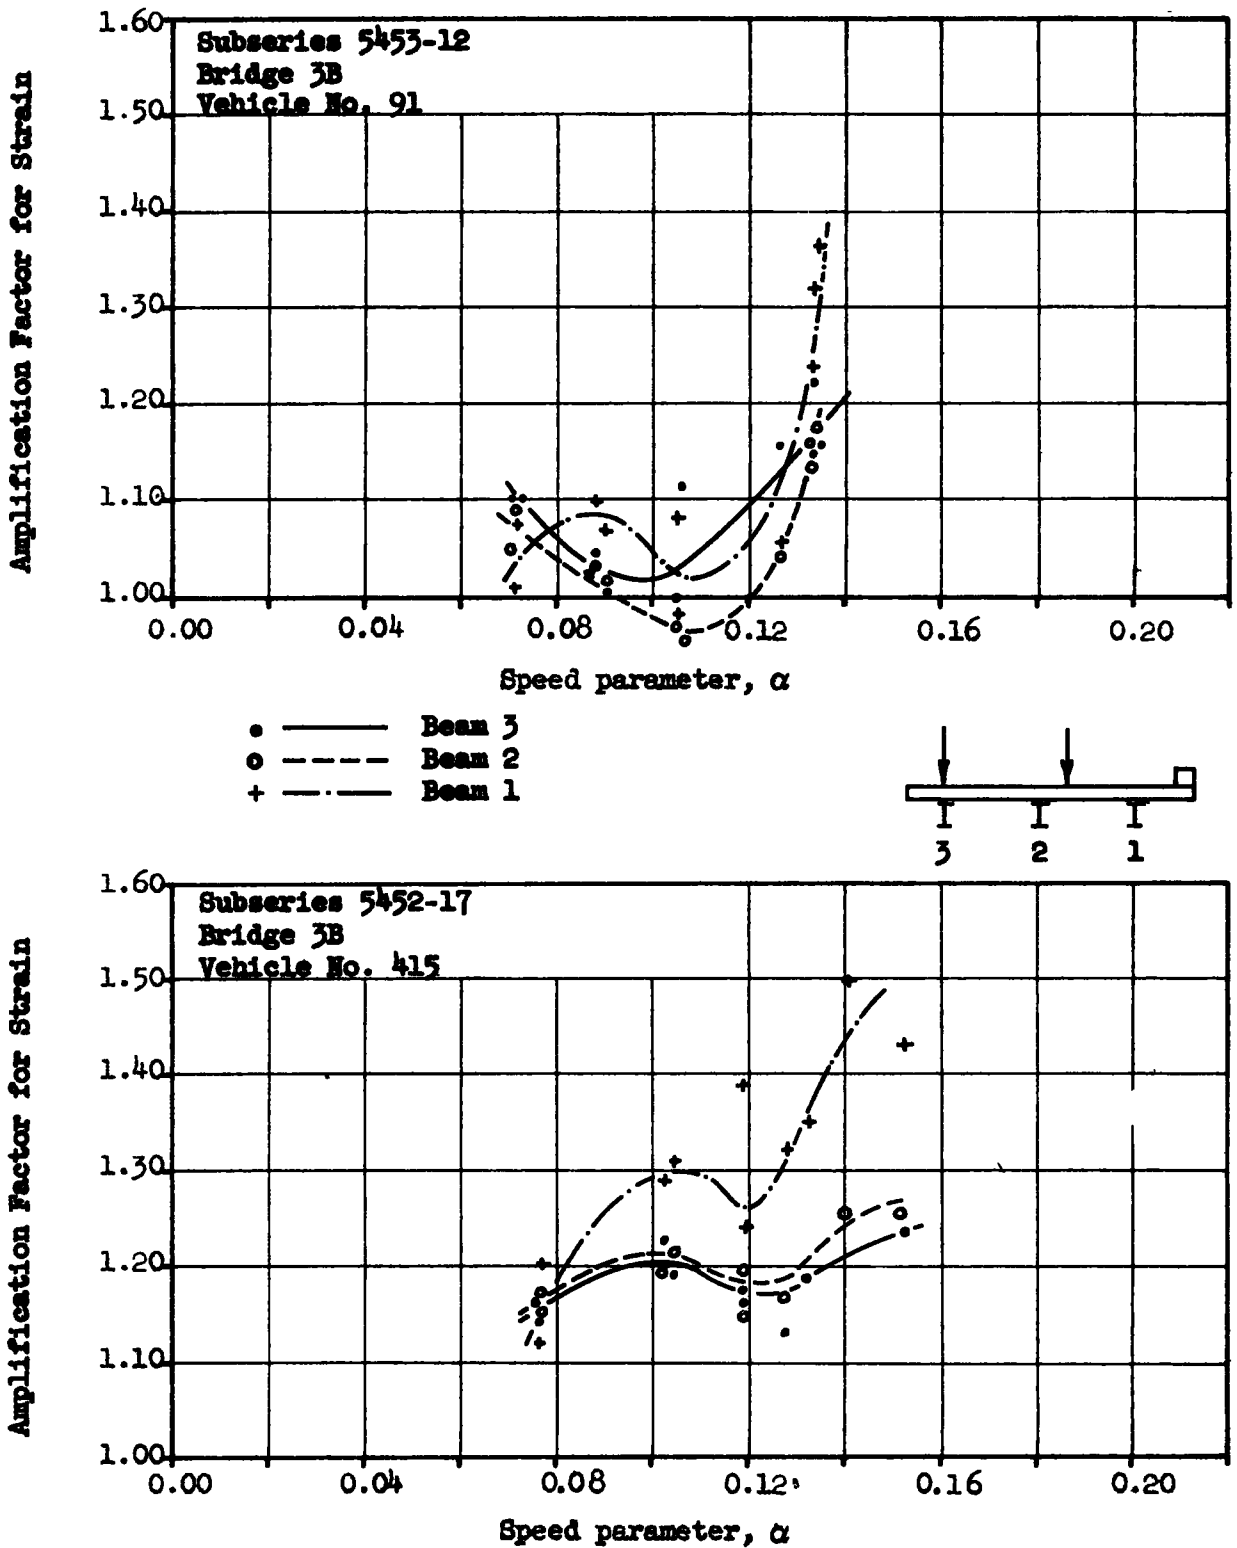 Amplification Factor for Strain
1.60
1.50
1.40
1.30
1.20
1.10
1.00
Subseries 5453-12
Bridge 3B
Vehicle No. 91
0.00 0.04 0.08 0.12 0.16 0.20
Speed parameter, α
Beam 3
Beam 2
Beam 1
3 2 1
Amplification Factor for Strain
1.60
1.50
1.40
1.30
1.20
1.10
1.00
Subseries 5452-17
Bridge 3B
Vehicle No. 415
0.00 0.04 0.08 0.12 0.16 0.20
Speed parameter, α